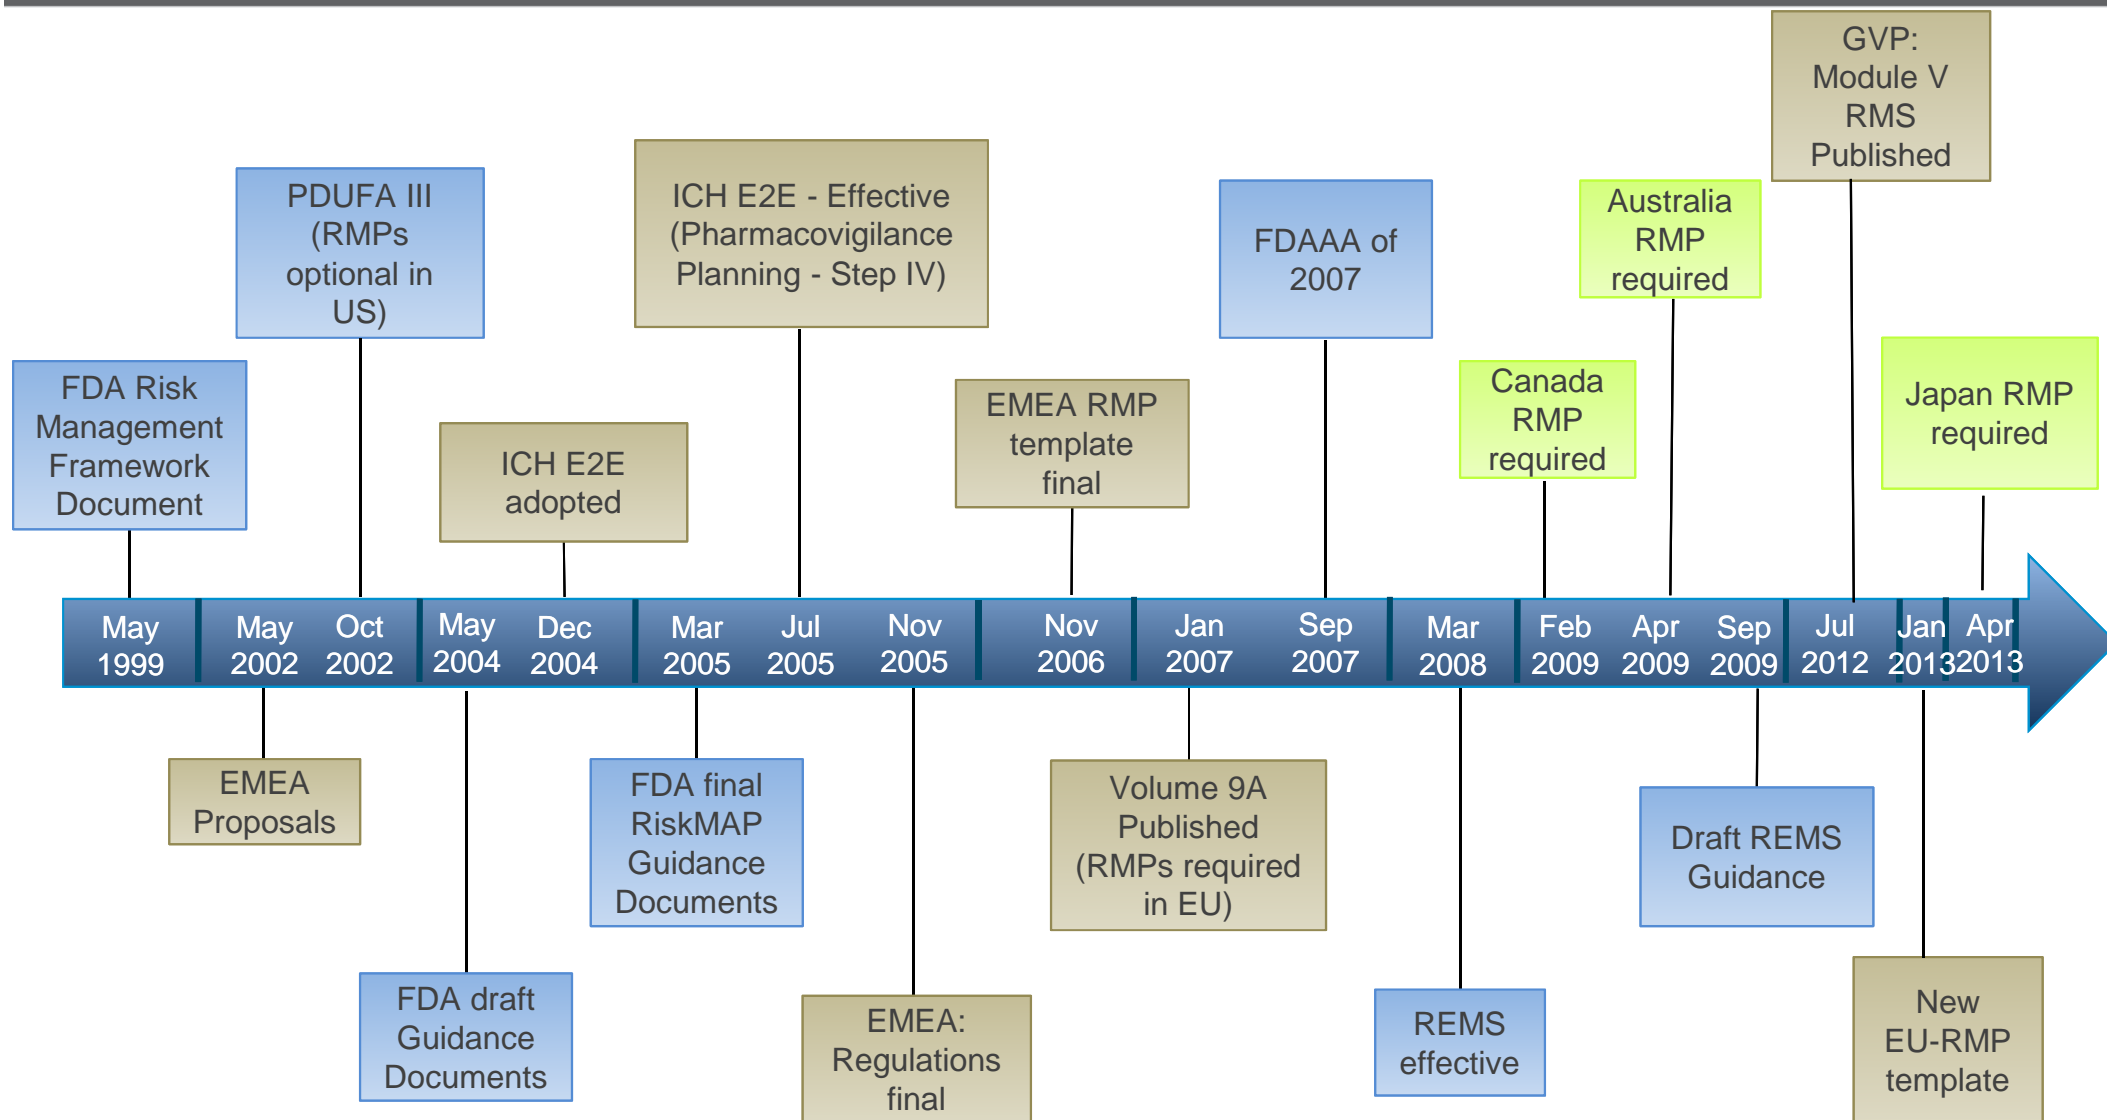 GVP:
Module V
RMS
Published
PDUFA III
(RMPs
optional in
US)
ICH E2E - Effective
(Pharmacovigilance
Planning - Step IV)
FDAAA of
2007
Australia
RMP
required
FDA Risk
Management
Framework
Document
ICH E2E
adopted
EMEA RMP
template
final
Canada
RMP
required
Japan RMP
required
May
1999
May
2002
Oct
2002
May
2004
Dec
2004
Mar
2005
Jul
2005
Nov
2005
Nov
2006
Jan
2007
Sep
2007
Mar
2008
Feb
2009
Apr
2009
Sep
2009
Jul
2012
Jan
2013
Apr
2013
EMEA
Proposals
FDA final
RiskMAP
Guidance
Documents
Volume 9A
Published
(RMPs required
in EU)
Draft REMS
Guidance
FDA draft
Guidance
Documents
EMEA:
Regulations
final
REMS
effective
New
EU-RMP
template